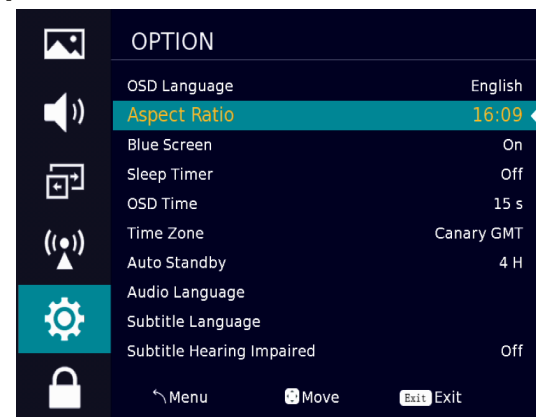 OPTION
OSD Language English
Aspect Ratio 16:09
Blue Screen On
Sleep Timer Off
OSD Time 15 s
Time Zone Canary GMT
Auto Standby 4 H
Audio Language
Subtitle Language
Subtitle Hearing Impaired Off
Menu Move Exit Exit